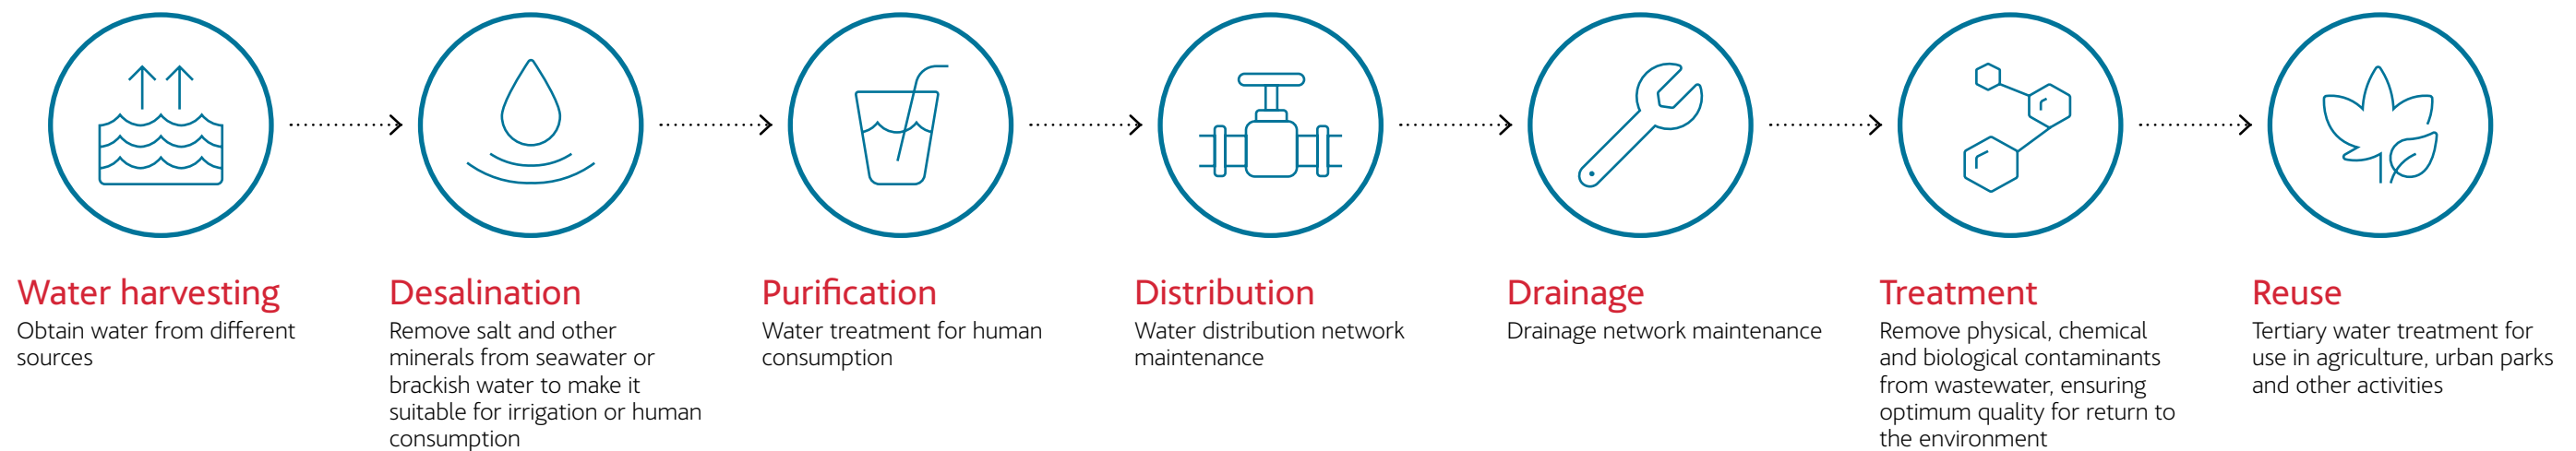 Water harvesting
Obtain water from different
sources
Desalination
Remove salt and other
minerals from seawater or
brackish water to make it
suitable for irrigation or human
consumption
Purification
Water treatment for human
consumption
Distribution
Water distribution network
maintenance
Drainage
Drainage network maintenance
Treatment
Remove physical, chemical
and biological contaminants
from wastewater, ensuring
optimum quality for return to
the environment
Reuse
Tertiary water treatment for
use in agriculture, urban parks
and other activities